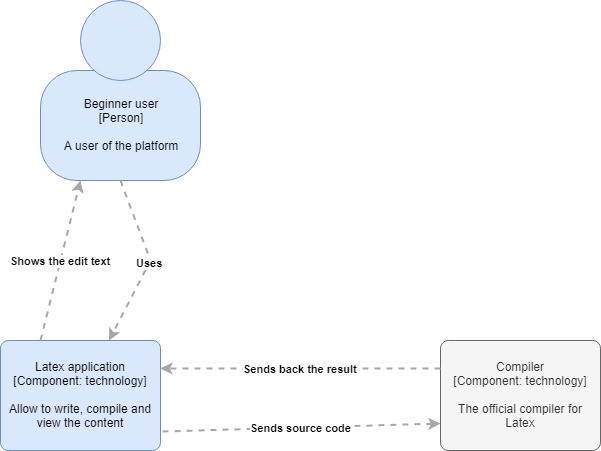 Beginner user
[Person]
A user of the platform
Shows the edit text
Uses
Latex application
[Component: technology]
Allow to write, compile and
view the content
Sends back the result
Sends source code
Compiler
[Component: technology]
The official compiler for
Latex